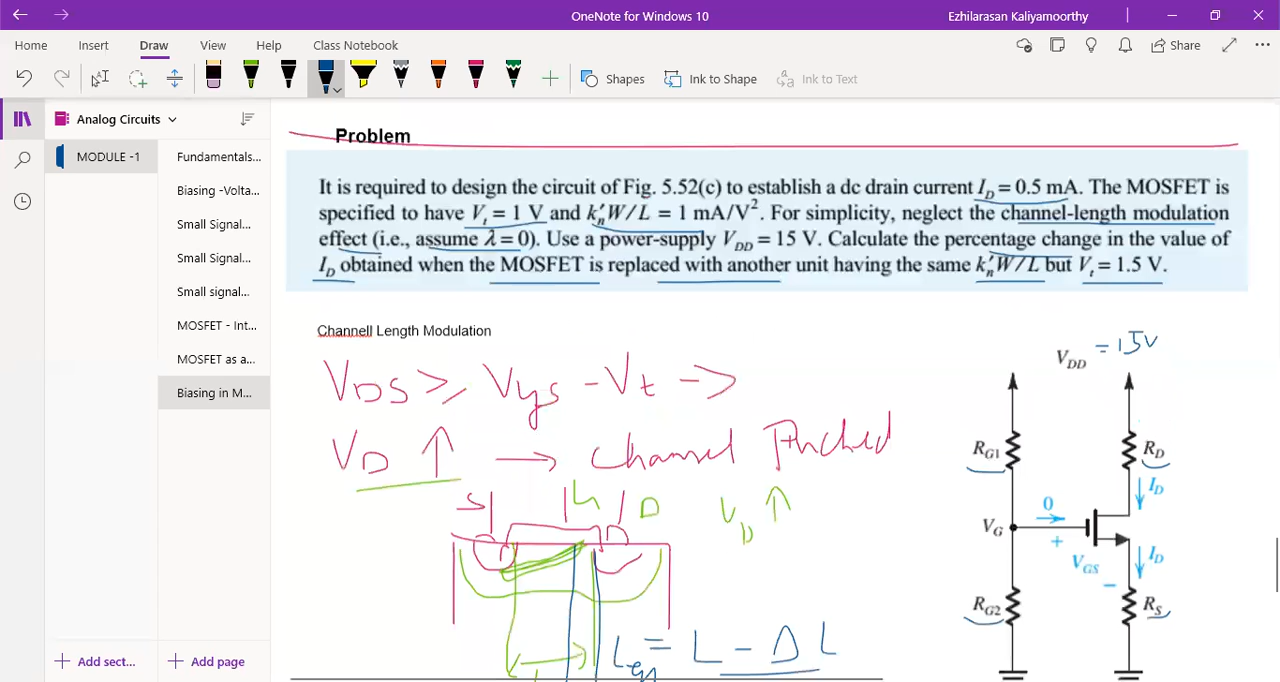 OneNote for Windows 10
Ezhilarasan Kaliyamoorthy
Home Insert Draw View Help Class Notebook
Share
Shapes Ink to Shape Ink to Text
Analog Circuits
MODULE -1
Fundamentals...
Biasing -Volta...
Small Signal...
Small Signal...
Small signal...
MOSFET - Int...
MOSFET as a...
Biasing in M...
Add sect...
Add page
Problem
It is required to design the circuit of Fig. 5.52(c) to establish a dc drain current I_D = 0.5 mA. The MOSFET is
specified to have V_t = 1 V and k'_n W/L = 1 mA/V². For simplicity, neglect the channel-length modulation
effect (i.e., assume λ = 0). Use a power-supply V_DD = 15 V. Calculate the percentage change in the value of
I_D obtained when the MOSFET is replaced with another unit having the same k'_n W/L but V_t = 1.5 V.
Channell Length Modulation
V_DS ≥ V_gs - V_t →
V_D ↑ → Channel Pinched
S D V_D ↑
L = L - Δ L
V_DD = 15V
R_G1 R_D
I_D
0
V_G
+
V_GS I_D
−
R_G2 R_S